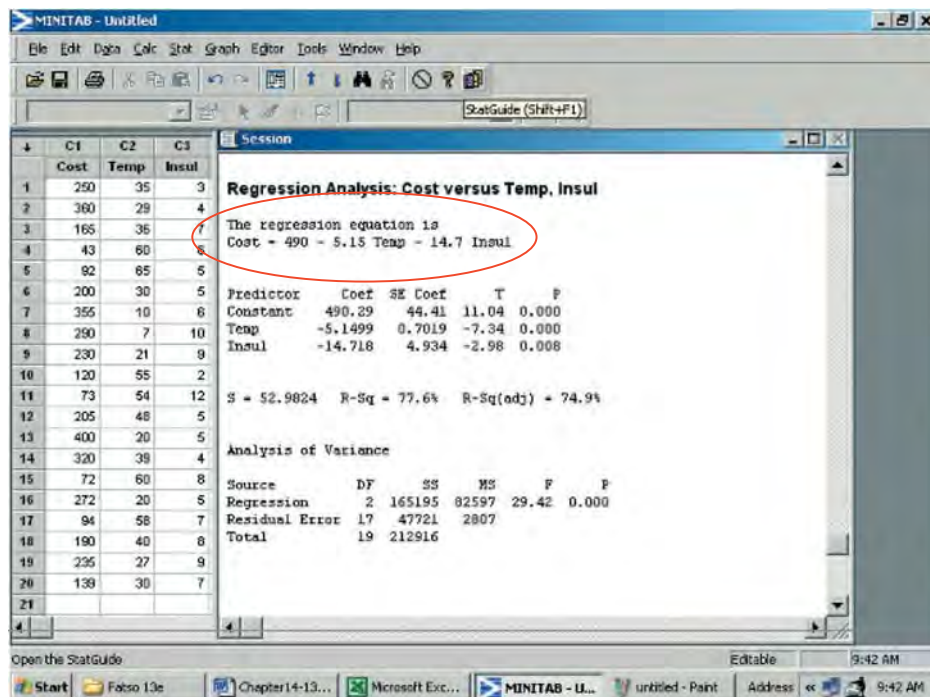 MINITAB - Untitled
File Edit Data Calc Stat Graph Editor Tools Window Help
StatGuide (Shift+F1)
Session
C1 C2 C3
Cost Temp Insul
1 250 35 3
2 360 29 4
3 165 36 7
4 43 60 6
5 92 65 5
6 200 30 5
7 355 10 6
8 290 7 10
9 230 21 9
10 120 55 2
11 73 54 12
12 205 48 5
13 400 20 5
14 320 39 4
15 72 60 8
16 272 20 5
17 94 58 7
18 190 40 8
19 235 27 9
20 139 30 7
21
Regression Analysis: Cost versus Temp, Insul
The regression equation is
Cost = 490 - 5.15 Temp - 14.7 Insul
Predictor Coef SE Coef T P
Constant 490.29 44.41 11.04 0.000
Temp -5.1499 0.7019 -7.34 0.000
Insul -14.718 4.934 -2.98 0.008
S = 52.9824 R-Sq = 77.6% R-Sq(adj) = 74.9%
Analysis of Variance
Source DF SS MS F P
Regression 2 165195 82597 29.42 0.000
Residual Error 17 47721 2807
Total 19 212916
Open the StatGuide Editable 9:42 AM
Start Fatso 13e Chapter14-13... Microsoft Exc... MINITAB - U... untitled - Paint Address « 9:42 AM